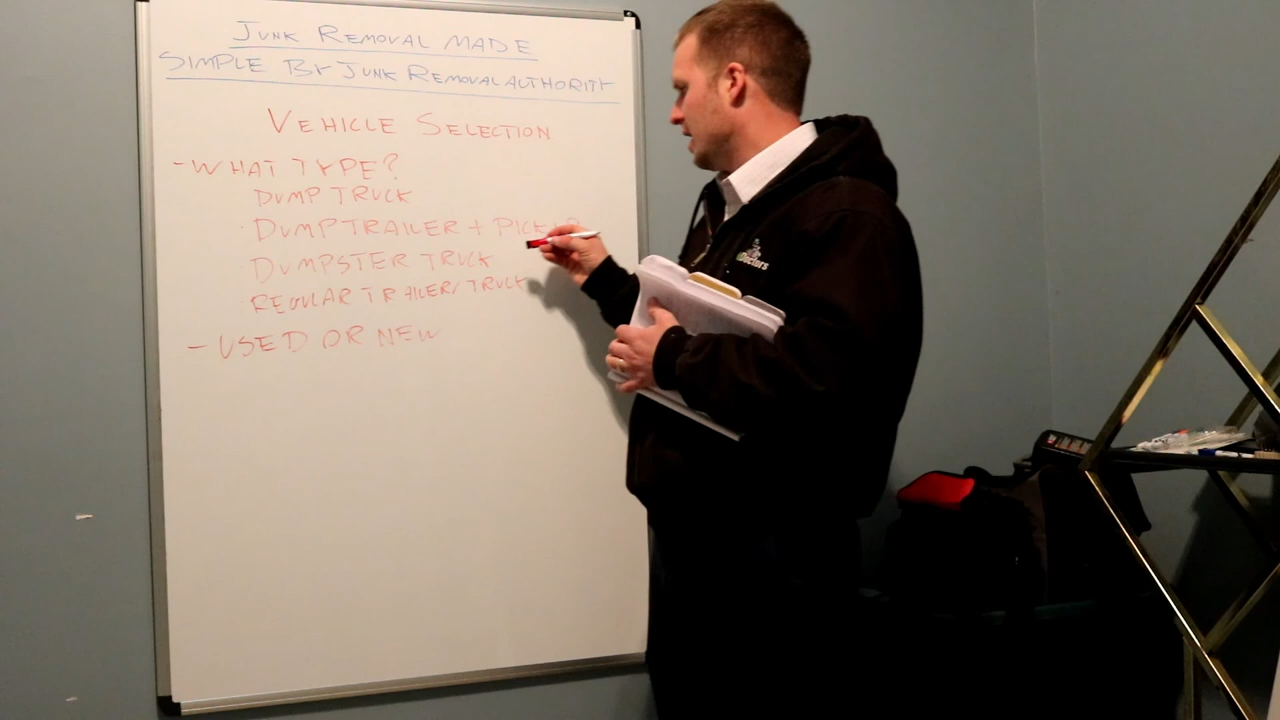 JUNK REMOVAL MADE
SIMPLE BY JUNK REMOVAL AUTHORITY
VEHICLE SELECTION
- WHAT TYPE?
DUMP TRUCK
· DUMPTRAILER +
· DUMPSTER TRUCK
REGULAR TRAILER/TRUCK
- USED OR NEW